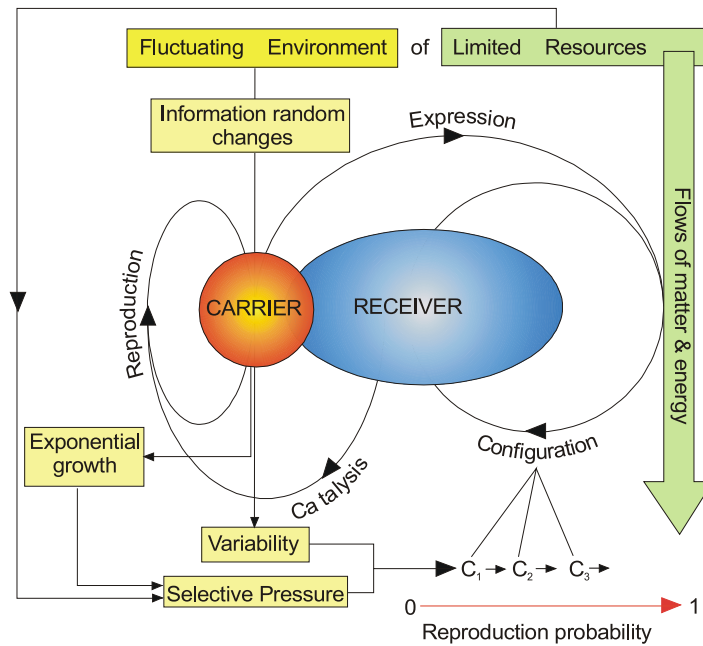 Fluctuating Environment of Limited Resources
Information random
changes
Expression
Flows of matter & energy
Reproduction
CARRIER
RECEIVER
Exponential
growth
Configuration
Ca talysis
Variability
C1 C2 C3
Selective Pressure
0 1
Reproduction probability